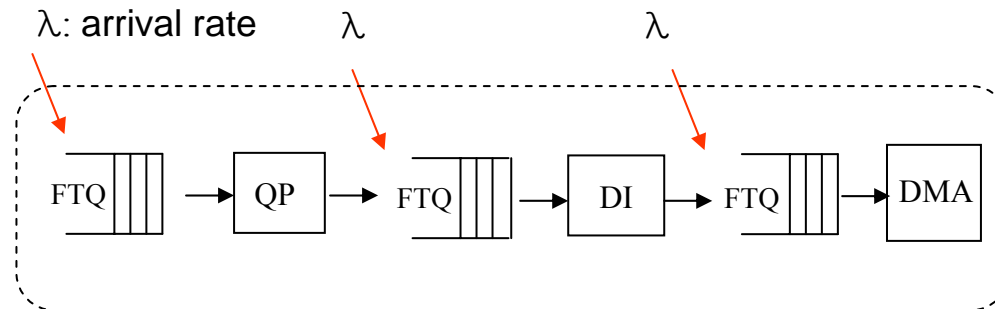 λ: arrival rate λ λ
FTQ QP FTQ DI FTQ DMA